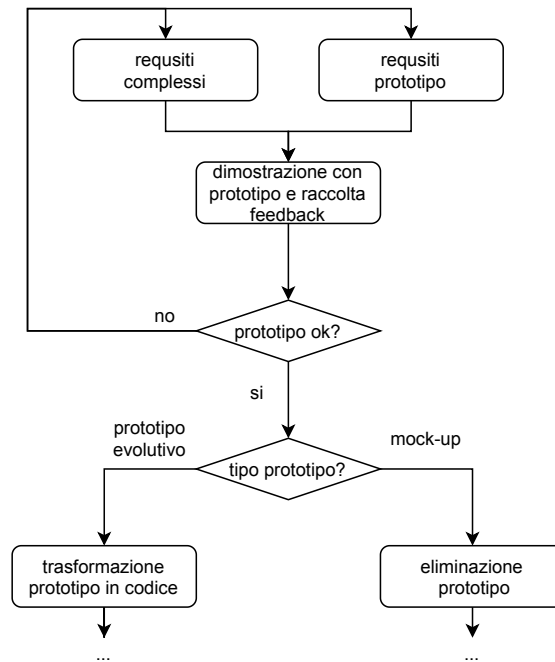 requsiti
complessi
requsiti
prototipo
dimostrazione con
prototipo e raccolta
feedback
no
prototipo ok?
si
prototipo
evolutivo
mock-up
tipo prototipo?
trasformazione
prototipo in codice
eliminazione
prototipo
...
...